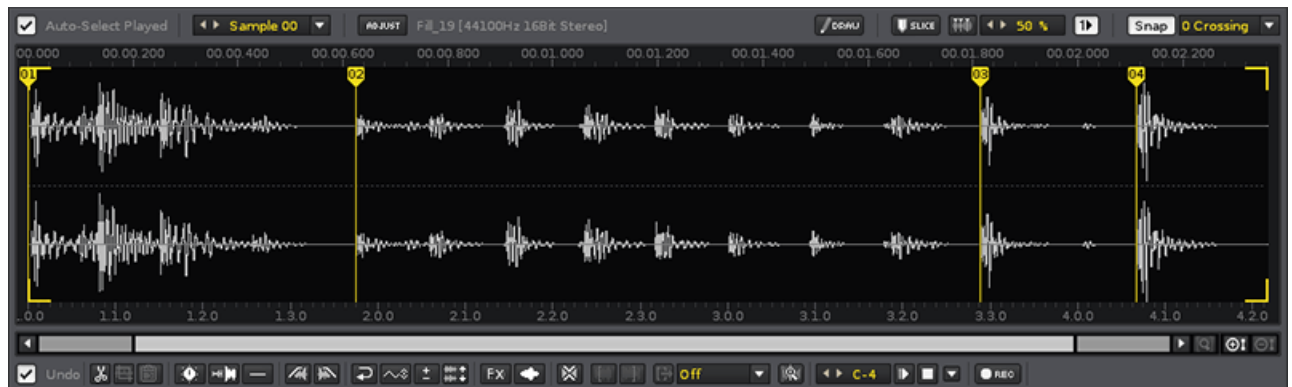 Auto-Select Played Sample 00 ADJUST Fill_19 [44100Hz 16Bit Stereo] DRAW SLICE 50 % 1 Snap 0 Crossing
00.000 00.00.200 00.00.400 00.00.600 00.00.800 00.01.000 00.01.200 00.01.400 00.01.600 00.01.800 00.02.000 00.02.200
01 02 03 04
..0.0 1.1.0 1.2.0 1.3.0 2.0.0 2.1.0 2.2.0 2.3.0 3.0.0 3.1.0 3.2.0 3.3.0 4.0.0 4.1.0 4.2.0
Undo FX Off C-4 REC